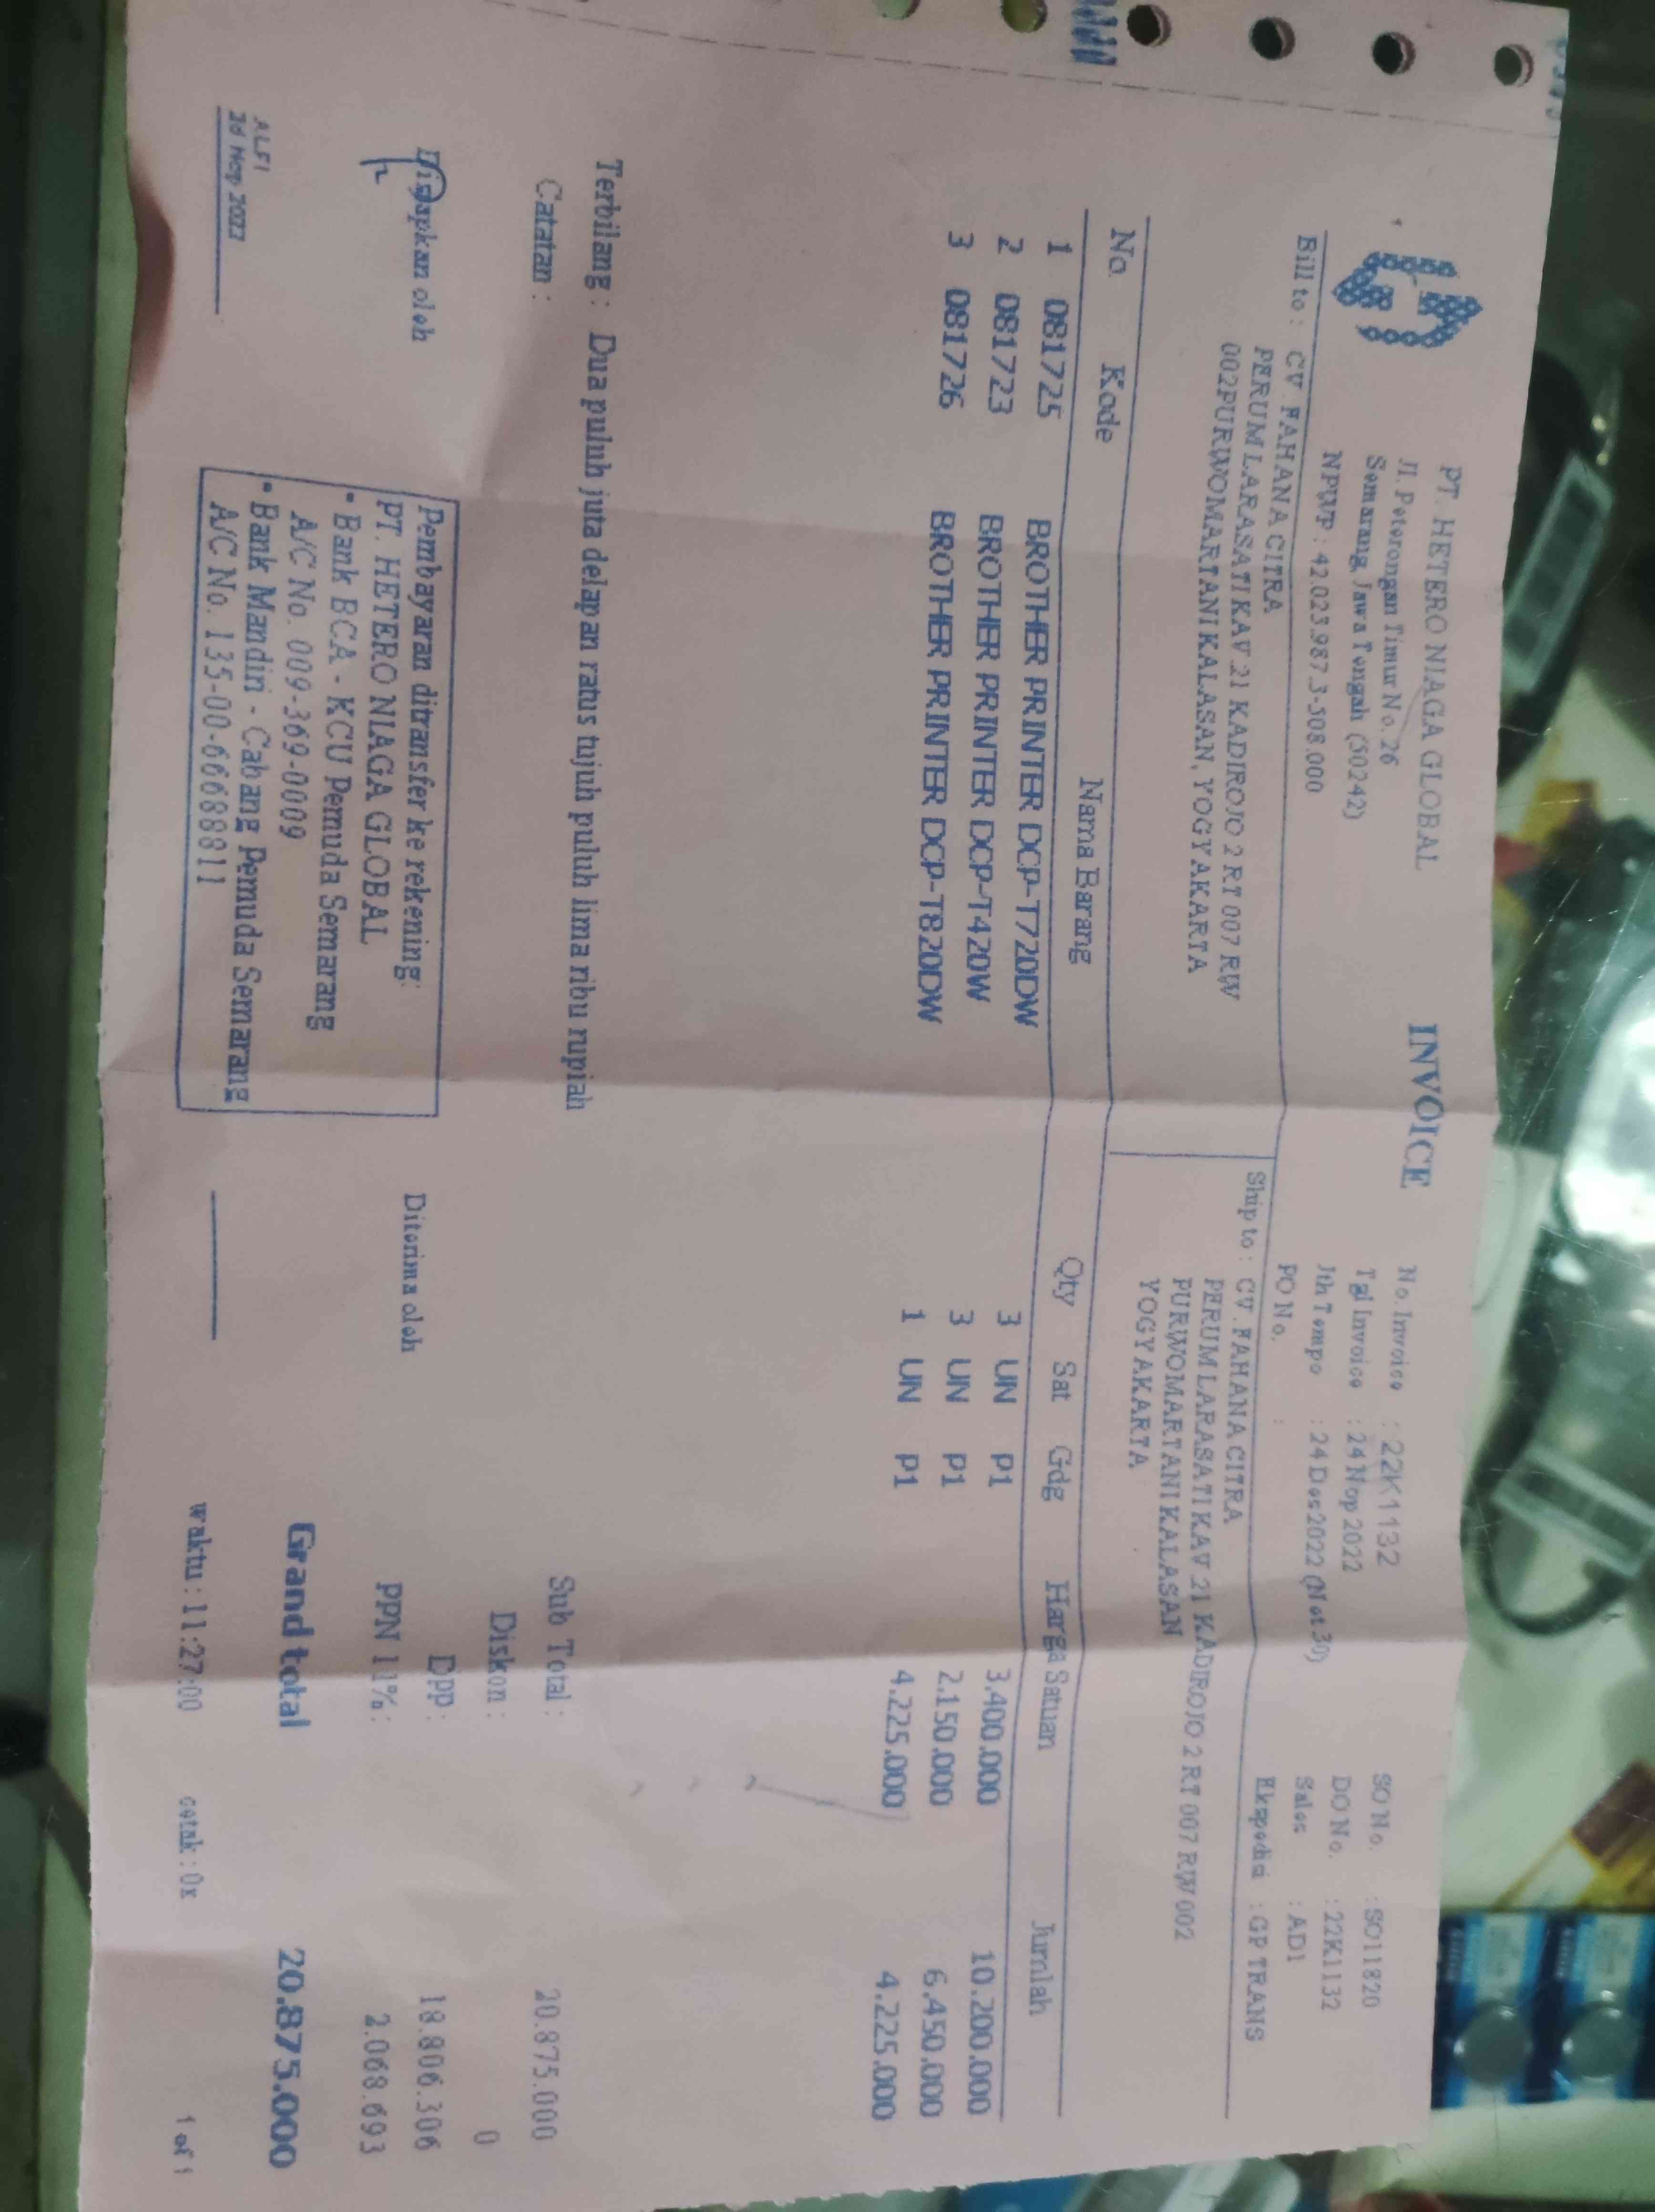 PT. HETERO NIAGA GLOBAL
Jl. Peterongan Timur No. 26
Semarang, Jawa Tengah (50242)
NPWP : 42.023.987.3-508.000
INVOICE
No. Invoice : 22K1132
Tgl Invoice : 24 Nop 2022
Jth Tempo : 24 Des 2022 (Net 30)
PO No. :
SO No. : SO11820
DO No. : 22K1132
Sales : AD1
Ekspedisi : GP TRANS
Bill to : CV. FAHANA CITRA
PERUM LARASATI KAV 21 KADIROJO 2 RT 007 RW
002PURWOMARTANI KALASAN, YOGYAKARTA
Ship to : CV. FAHANA CITRA
PERUM LARASATI KAV 21 KADIROJO 2 RT 007 RW 002
PURWOMARTANI KALASAN
YOGYAKARTA
No. Kode Nama Barang Qty Sat Gdg Harga Satuan Jumlah
1 081725 BROTHER PRINTER DCP-T720DW 3 UN P1 3.400.000 10.200.000
2 081723 BROTHER PRINTER DCP-T420W 3 UN P1 2.150.000 6.450.000
3 081726 BROTHER PRINTER DCP-T820DW 1 UN P1 4.225.000 4.225.000
Terbilang : Dua puluh juta delapan ratus tujuh puluh lima ribu rupiah
Catatan :
Sub Total : 20.875.000
Diskon : 0
Dpp : 18.806.306
PPN 11% : 2.068.693
Grand total 20.875.000
Disiapkan oleh
ALFI
24 Nop 2022
Pembayaran ditransfer ke rekening:
PT. HETERO NIAGA GLOBAL
• Bank BCA - KCU Pemuda Semarang
A/C No. 009-369-0009
• Bank Mandiri - Cabang Pemuda Semarang
A/C No. 135-00-6668881 1
Diterima oleh
waktu : 11:27:00 cetak : 0x 1 of 1